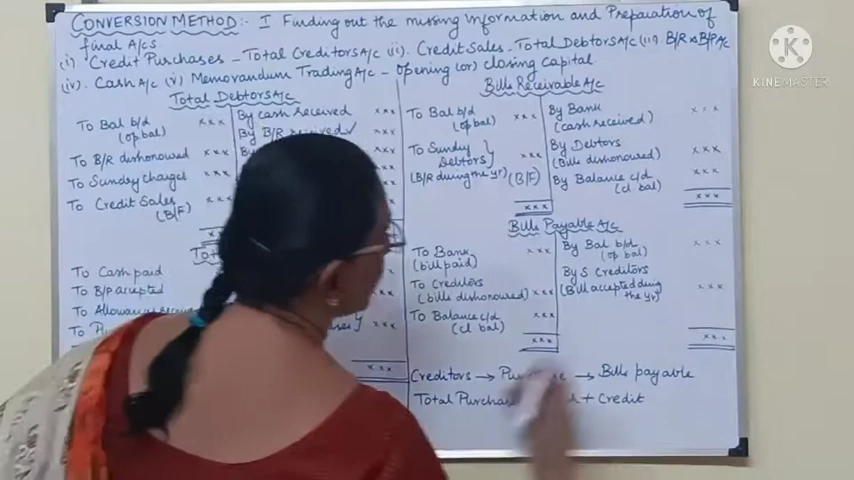 CONVERSION METHOD:- I Finding out the missing Information and Preparation of
final A/cs
(i) Credit Purchases - Total Creditors A/c (ii). Credit Sales - Total Debtors A/c (iii) B/R & B/P A/c
(iv). Cash A/c (v) Memorandum Trading A/c - opening (or) closing capital
Total Debtors A/c
To Bal b/d xxx
(op bal)
To B/R dishonoured xxx
To Sundry charges xxx
To Credit Sales xxx
(B/F)
xxx
By cash received xxx
By B/R received xxx
Bills Receivable A/c
To Bal b/d xxx
(op bal)
To Sundry
Debtors } xxx
(B/R during the yr) (B/F)
xxx
By Bank xxx
(cash received)
By Debtors
(Bills dishonoured) xxx
By Balance c/d xxx
(cl bal)
xxx
To Cash paid
To B/P accepted
To Allowance
xxx
xxx
Bills Payable A/c
To Bank xxx
(bill paid)
To Creditors
(bills dishonoured) xxx
To Balance c/d xxx
(cl bal)
xxx
By Bal b/d xxx
(op bal)
By S Creditors
(Bill accepted during xxx
the yr)
xxx
Creditors → → Bills payable
Total + Credit
K
KINEMASTER